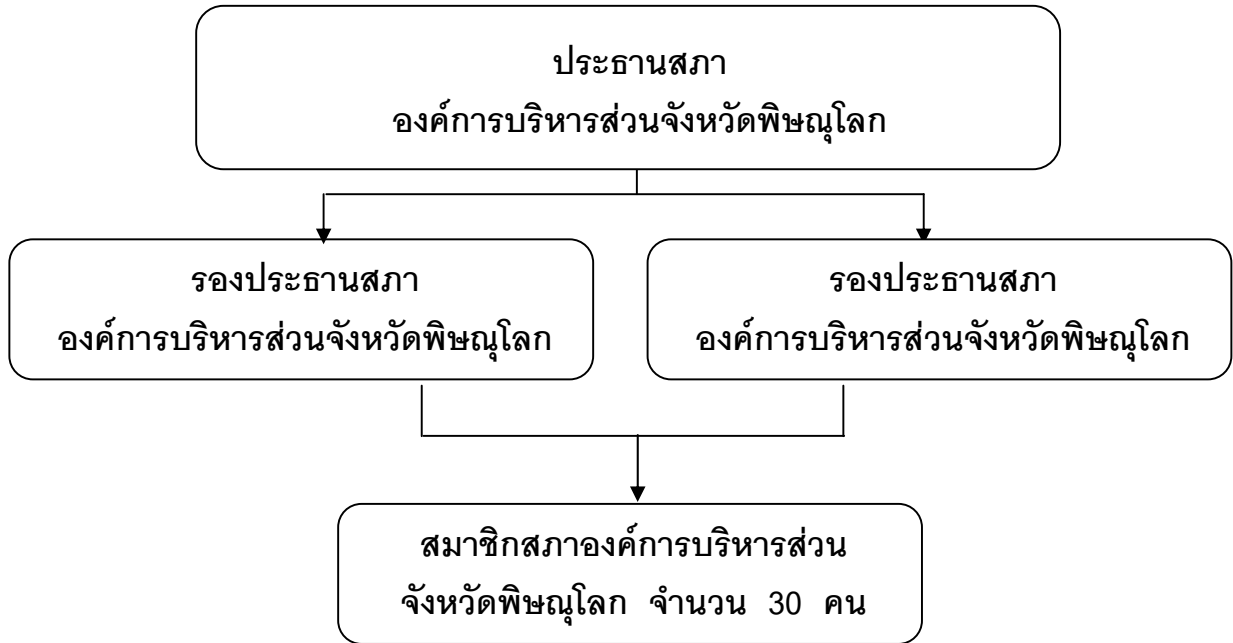 ประธานสภา
องค์การบริหารส่วนจังหวัดพิษณุโลก
รองประธานสภา
องค์การบริหารส่วนจังหวัดพิษณุโลก
รองประธานสภา
องค์การบริหารส่วนจังหวัดพิษณุโลก
สมาชิกสภาองค์การบริหารส่วน
จังหวัดพิษณุโลก จำนวน 30 คน